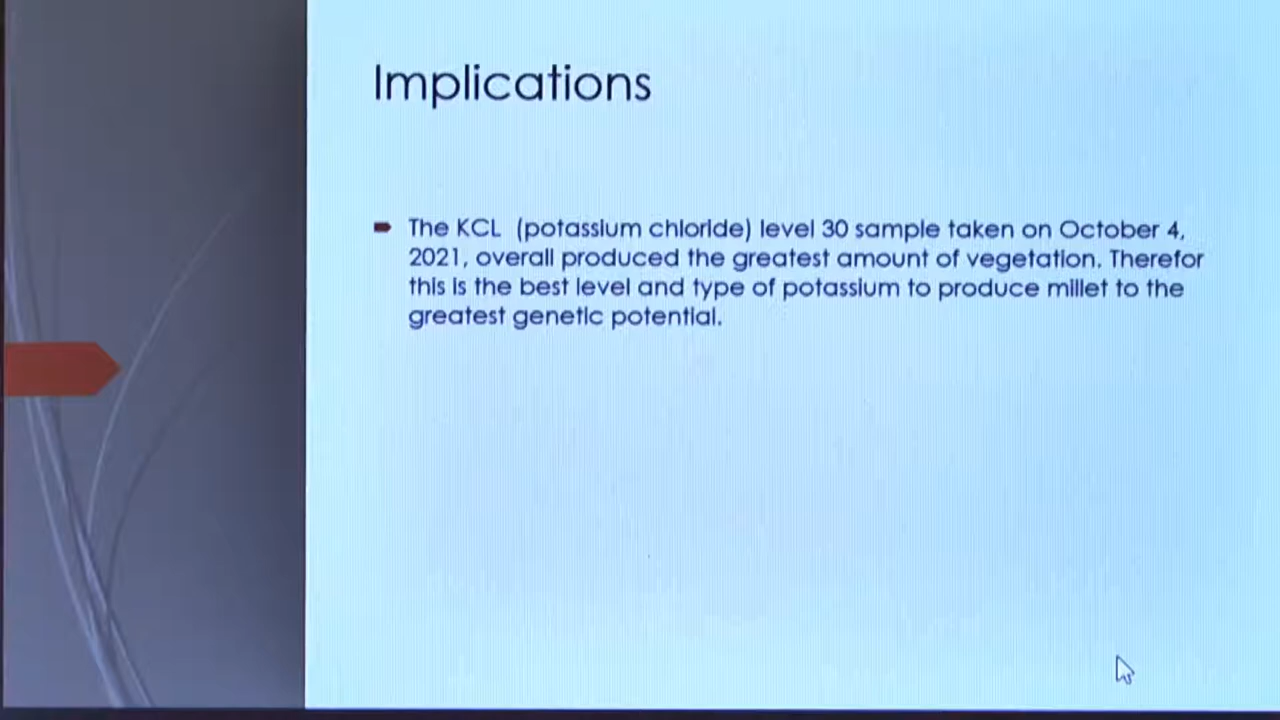 Implications
The KCL (potassium chloride) level 30 sample taken on October 4,
2021, overall produced the greatest amount of vegetation. Therefor
this is the best level and type of potassium to produce millet to the
greatest genetic potential.